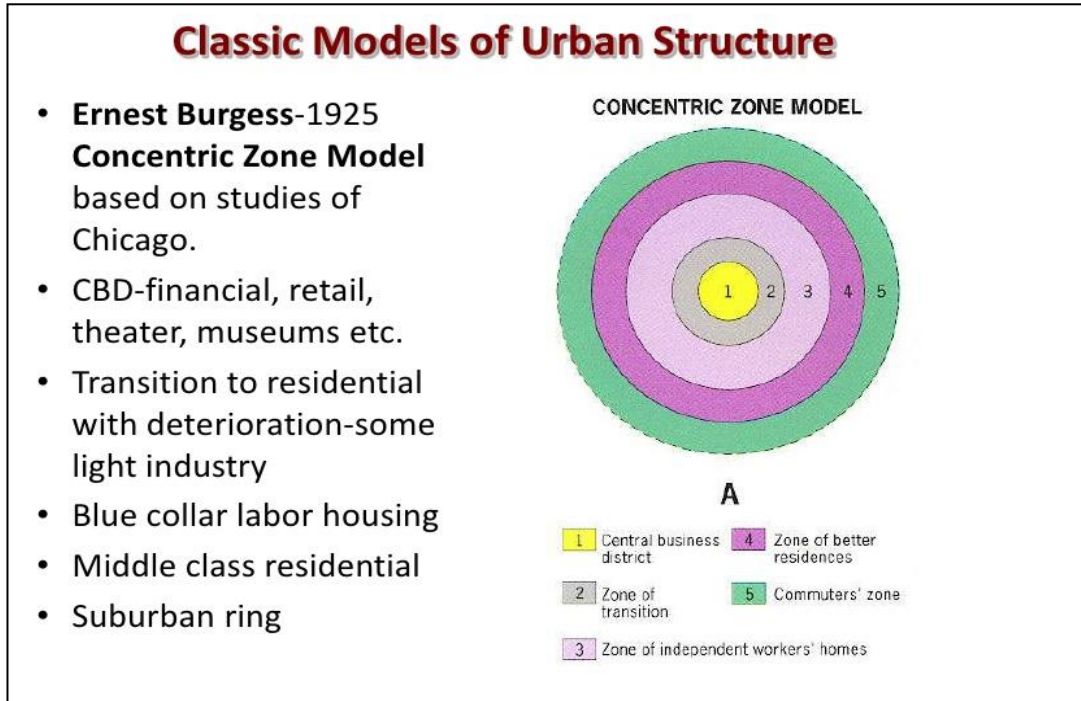 Classic Models of Urban Structure
• Ernest Burgess-1925
Concentric Zone Model
based on studies of
Chicago.
• CBD-financial, retail,
theater, museums etc.
• Transition to residential
with deterioration-some
light industry
• Blue collar labor housing
• Middle class residential
• Suburban ring
CONCENTRIC ZONE MODEL
1 2 3 4 5
A
1 Central business
district
2 Zone of
transition
3 Zone of independent workers' homes
4 Zone of better
residences
5 Commuters' zone